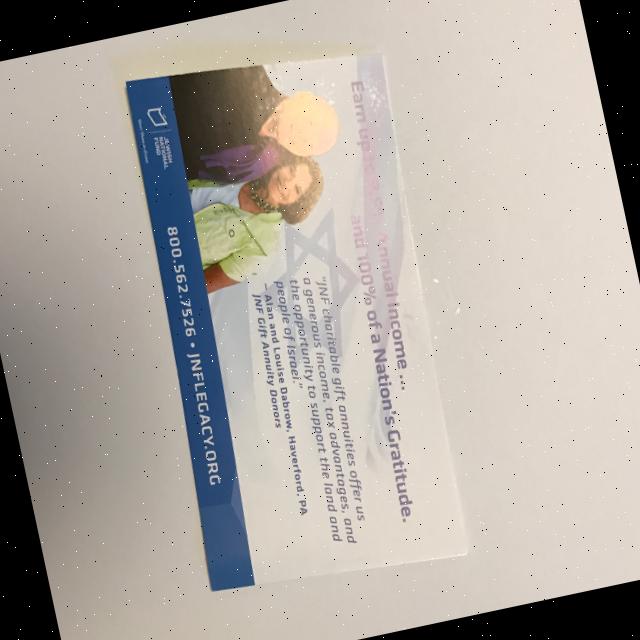 Earn up Annual Income ...
and 100% of a Nation's Gratitude.
"JNF charitable gift annuities offer us
a generous income, tax advantages, and
the opportunity to support the land and
people of Israel."
— Alan and Louise Dabrow, Haverford, PA
JNF Gift Annuity Donors
JEWISH
NATIONAL
FUND
800.562.7526 • JNFLEGACY.ORG